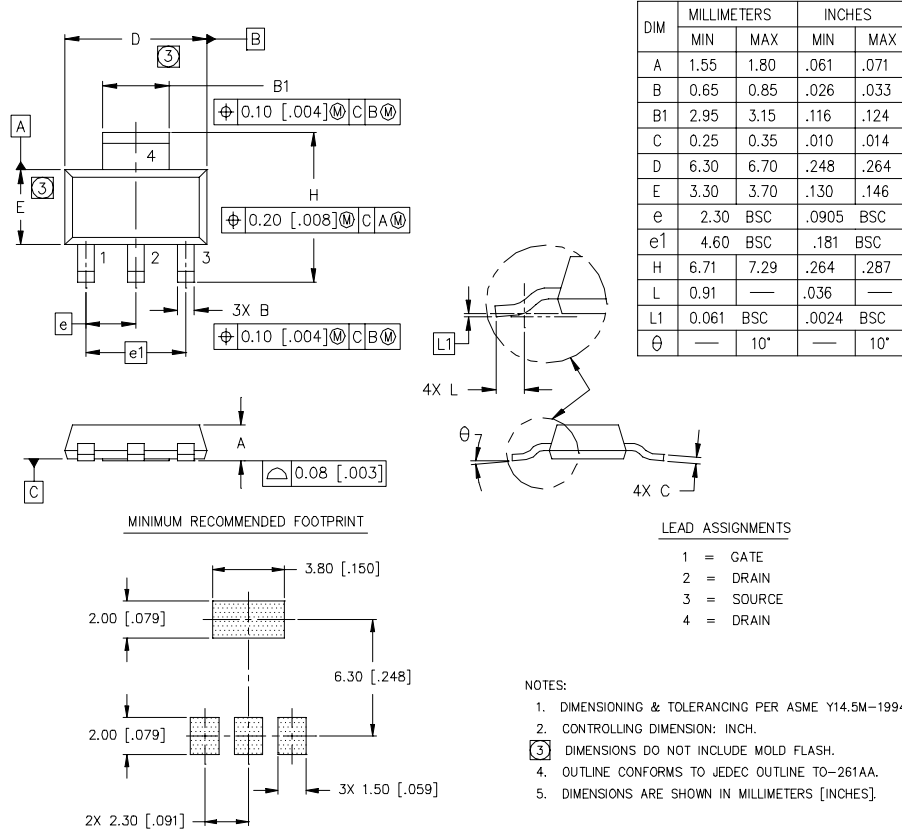 D
B
3
B1
⌖ 0.10 [.004]Ⓜ C BⓂ
A
4
3
E
H
⌖ 0.20 [.008]Ⓜ C AⓂ
1 2 3
3X B
e
⌖ 0.10 [.004]Ⓜ C BⓂ
e1
L1
4X L
DIM MILLIMETERS INCHES
MIN MAX MIN MAX
A 1.55 1.80 .061 .071
B 0.65 0.85 .026 .033
B1 2.95 3.15 .116 .124
C 0.25 0.35 .010 .014
D 6.30 6.70 .248 .264
E 3.30 3.70 .130 .146
e 2.30 BSC .0905 BSC
e1 4.60 BSC .181 BSC
H 6.71 7.29 .264 .287
L 0.91 — .036 —
L1 0.061 BSC .0024 BSC
θ — 10° — 10°
A
C
⌓ 0.08 [.003]
θ
4X C
MINIMUM RECOMMENDED FOOTPRINT
3.80 [.150]
2.00 [.079]
6.30 [.248]
2.00 [.079]
3X 1.50 [.059]
2X 2.30 [.091]
LEAD ASSIGNMENTS
1 = GATE
2 = DRAIN
3 = SOURCE
4 = DRAIN
NOTES:
1. DIMENSIONING & TOLERANCING PER ASME Y14.5M-1994
2. CONTROLLING DIMENSION: INCH.
3 DIMENSIONS DO NOT INCLUDE MOLD FLASH.
4. OUTLINE CONFORMS TO JEDEC OUTLINE TO-261AA.
5. DIMENSIONS ARE SHOWN IN MILLIMETERS [INCHES].